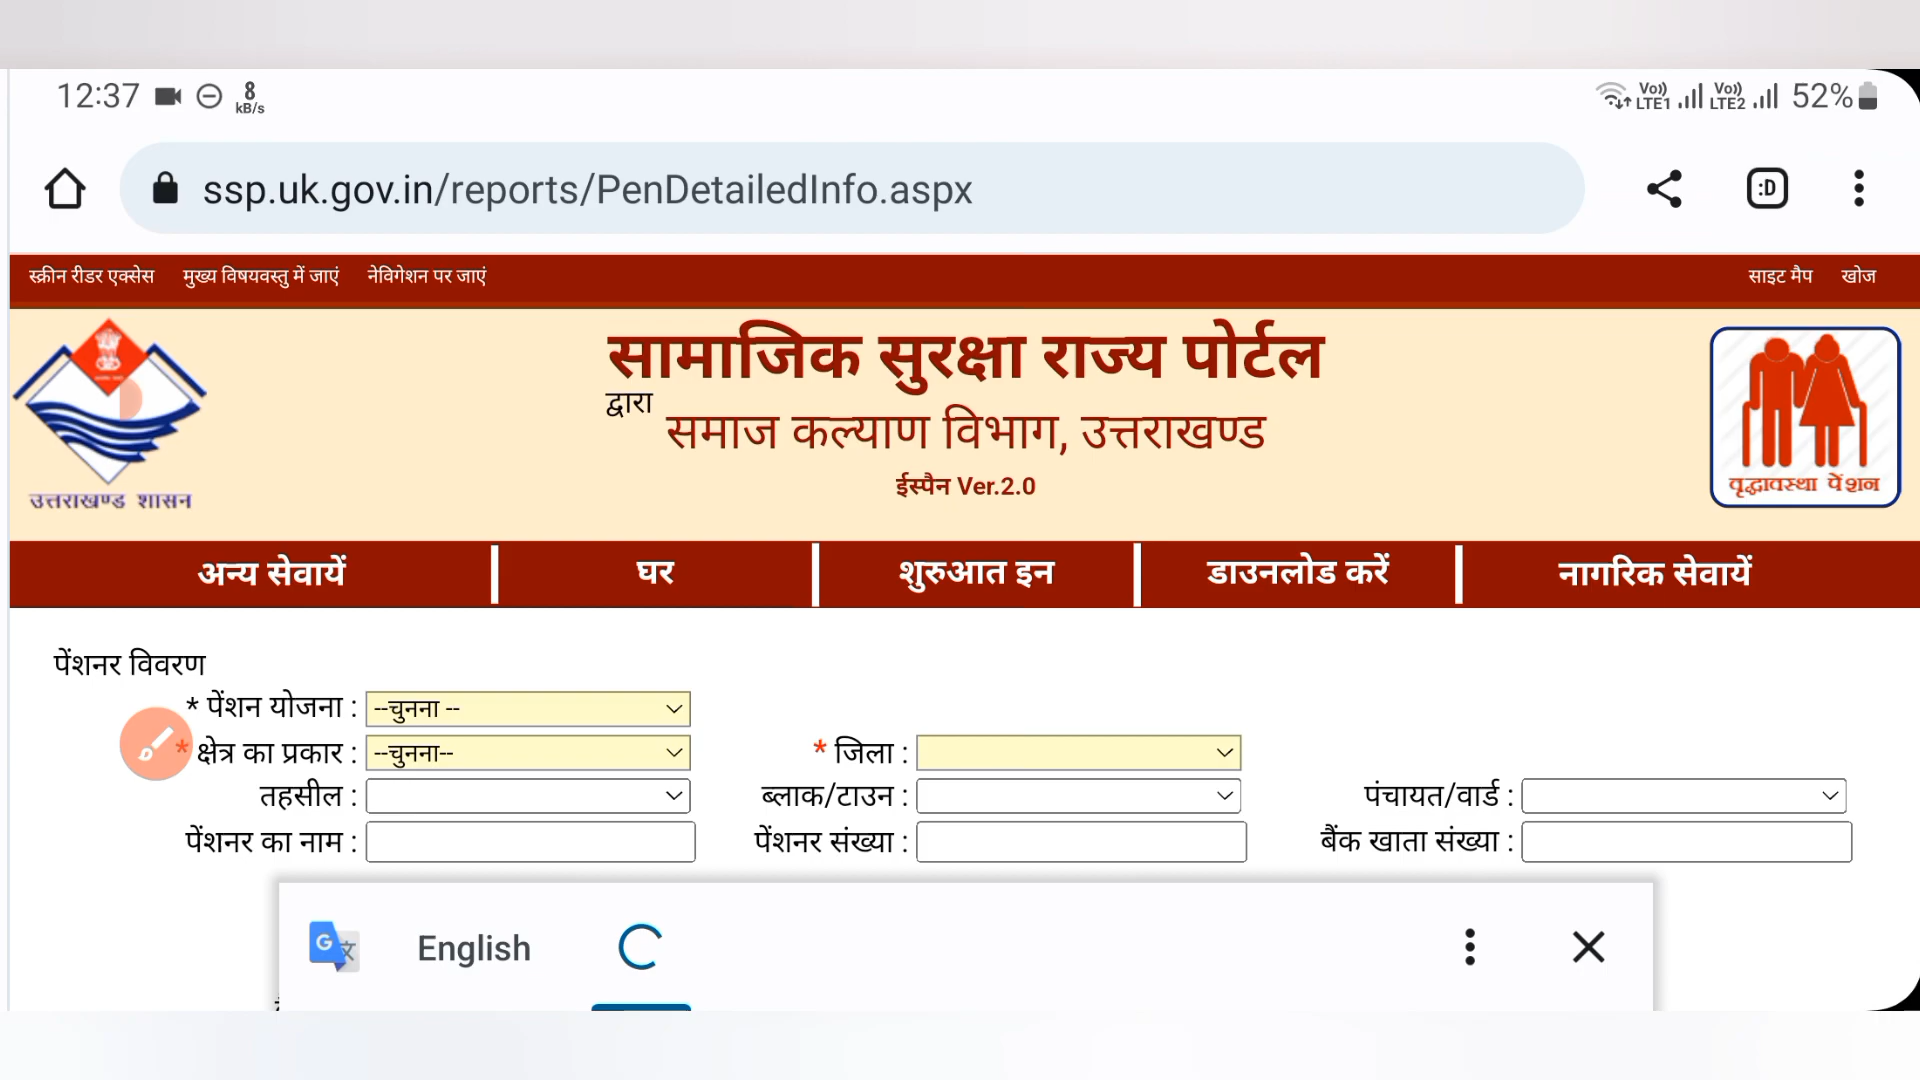 12:37
8
kB/s
Vo))
LTE1
Vo))
LTE2
52%
ssp.uk.gov.in/reports/PenDetailedInfo.aspx
:D
स्क्रीन रीडर एक्सेस मुख्य विषयवस्तु में जाएं नेविगेशन पर जाएं साइट मैप खोज
सामाजिक सुरक्षा राज्य पोर्टल
द्वारा
समाज कल्याण विभाग, उत्तराखण्ड
ईस्पैन Ver.2.0
उत्तराखण्ड शासन
वृद्धावस्था पेंशन
अन्य सेवायें घर शुरुआत इन डाउनलोड करें नागरिक सेवायें
पेंशनर विवरण
* पेंशन योजना : --चुनना --
* क्षेत्र का प्रकार : --चुनना-- * जिला :
तहसील : ब्लाक/टाउन : पंचायत/वार्ड :
पेंशनर का नाम : पेंशनर संख्या : बैंक खाता संख्या :
English